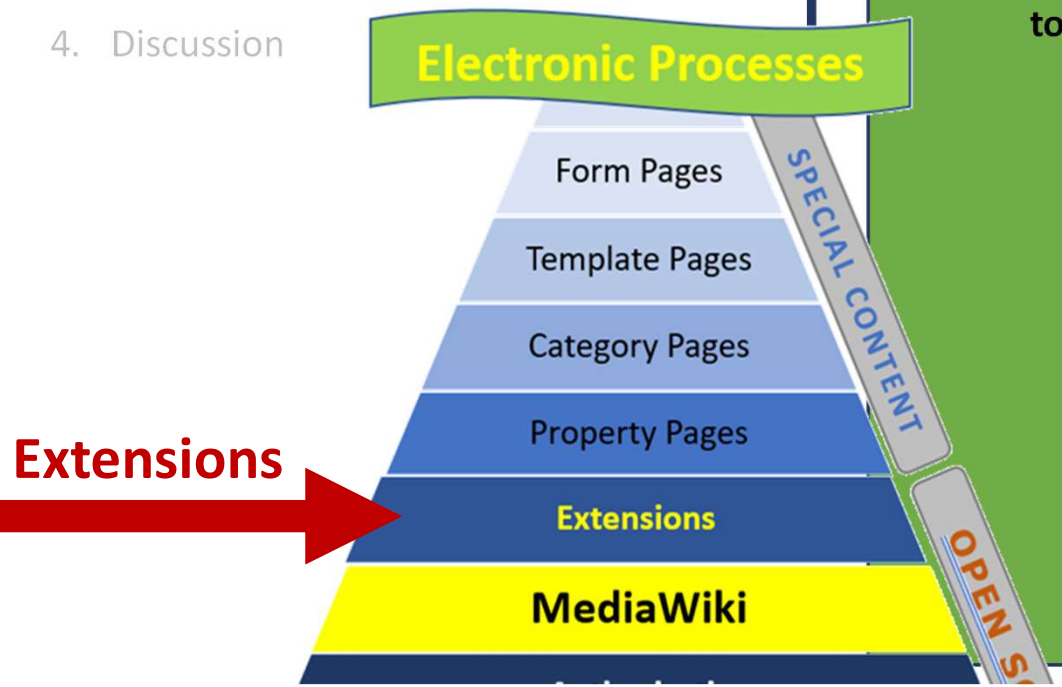 to
4. Discussion
Electronic Processes
Form Pages
SPECIAL CONTENT
Template Pages
Category Pages
Property Pages
Extensions
Extensions
OPEN
MediaWiki